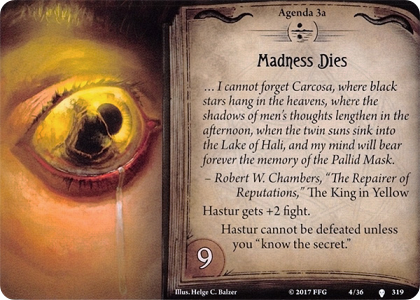 Agenda 3a
Madness Dies
… I cannot forget Carcosa, where black
stars hang in the heavens, where the
shadows of men’s thoughts lengthen in the
afternoon, when the twin suns sink into
the Lake of Hali, and my mind will bear
forever the memory of the Pallid Mask.
– Robert W. Chambers, “The Repairer of
Reputations,” The King in Yellow
Hastur gets +2 fight.
Hastur cannot be defeated unless
you “know the secret.”
9
Illus. Helge C. Balzer
© 2017 FFG
4/36
319